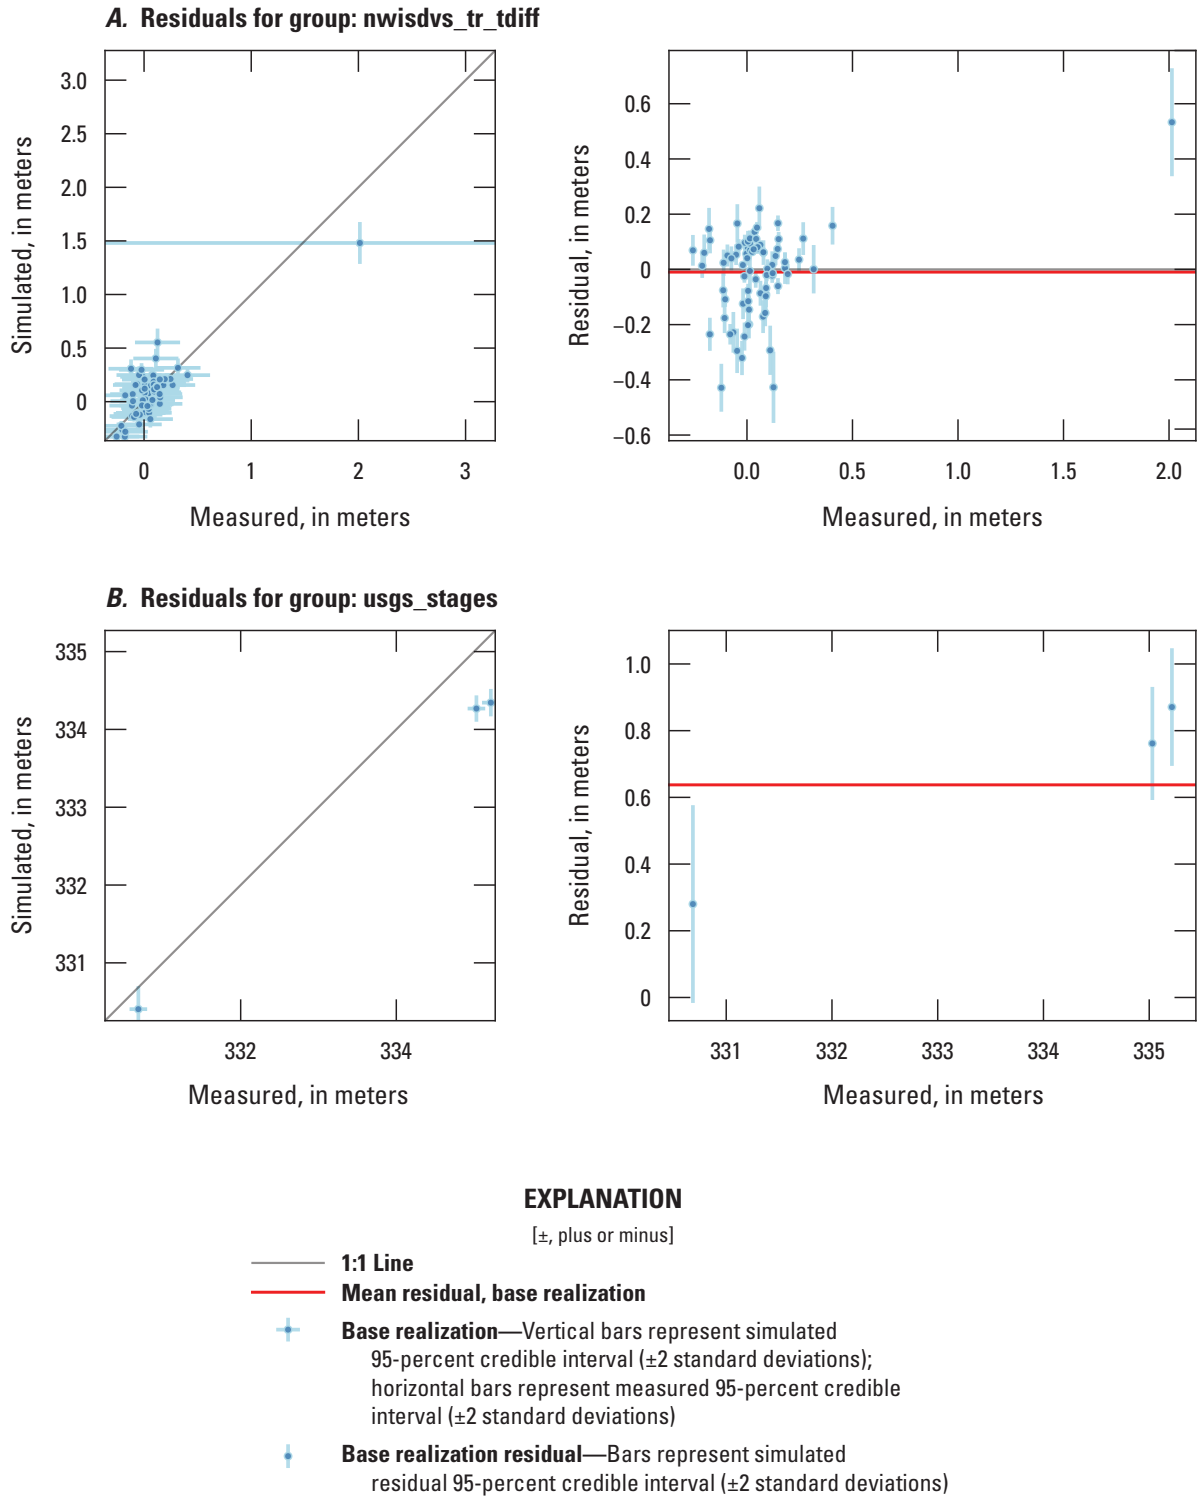 A. Residuals for group: nwisdvs_tr_tdiff
3.0
2.5
2.0
1.5
1.0
0.5
0
Simulated, in meters
0 1 2 3
Measured, in meters
0.6
0.4
0.2
0
−0.2
−0.4
−0.6
Residual, in meters
0.0 0.5 1.0 1.5 2.0
Measured, in meters
B. Residuals for group: usgs_stages
335
334
333
332
331
Simulated, in meters
332 334
Measured, in meters
1.0
0.8
0.6
0.4
0.2
0
Residual, in meters
331 332 333 334 335
Measured, in meters
EXPLANATION
[±, plus or minus]
1:1 Line
Mean residual, base realization
Base realization—Vertical bars represent simulated
95-percent credible interval (±2 standard deviations);
horizontal bars represent measured 95-percent credible
interval (±2 standard deviations)
Base realization residual—Bars represent simulated
residual 95-percent credible interval (±2 standard deviations)